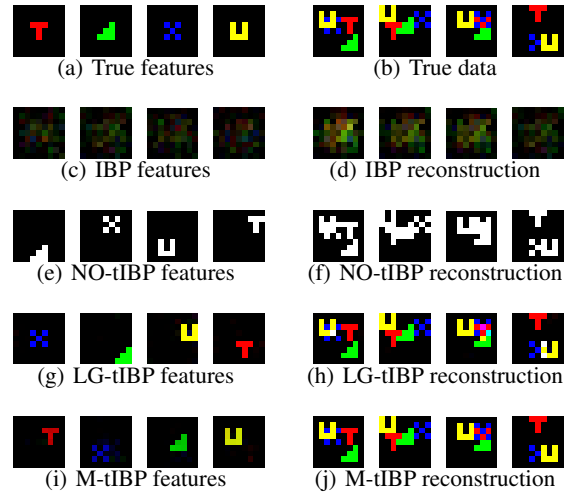 (a) True features
(b) True data
(c) IBP features
(d) IBP reconstruction
(e) NO-tIBP features
(f) NO-tIBP reconstruction
(g) LG-tIBP features
(h) LG-tIBP reconstruction
(i) M-tIBP features
(j) M-tIBP reconstruction